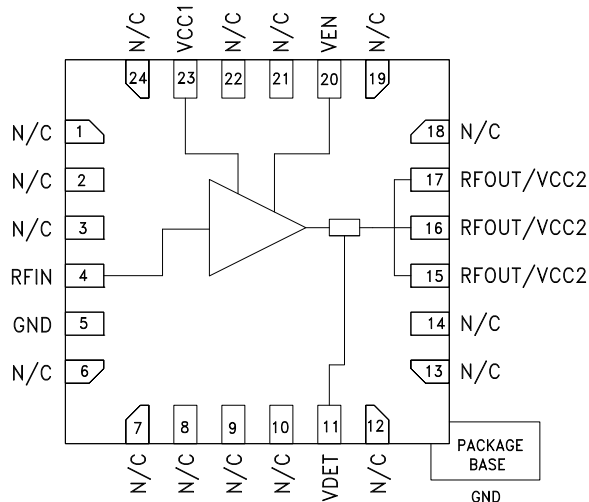 N/C
VCC1
N/C
N/C
VEN
N/C
24
23
22
21
20
19
N/C 1
N/C 2
N/C 3
RFIN 4
GND 5
N/C 6
18 N/C
17 RFOUT/VCC2
16 RFOUT/VCC2
15 RFOUT/VCC2
14 N/C
13 N/C
7
8
9
10
11
12
N/C
N/C
N/C
N/C
VDET
N/C
PACKAGE
BASE
GND